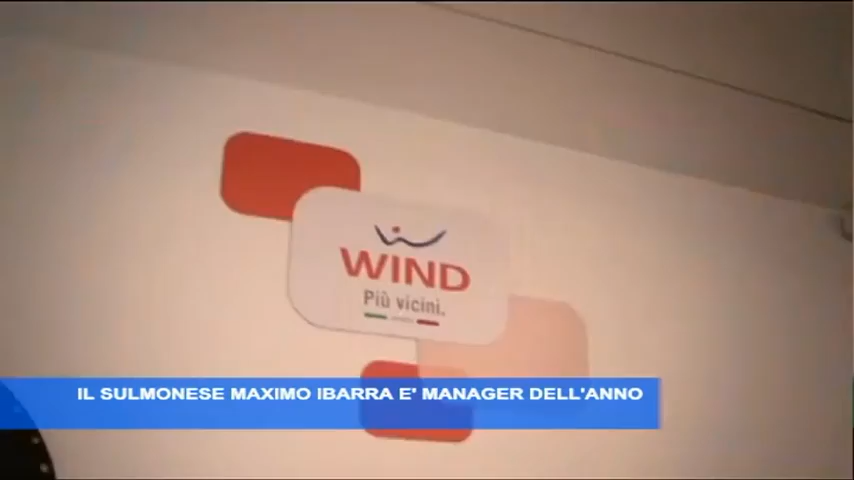 WIND
Più vicini.
IL SULMONESE MAXIMO IBARRA E' MANAGER DELL'ANNO